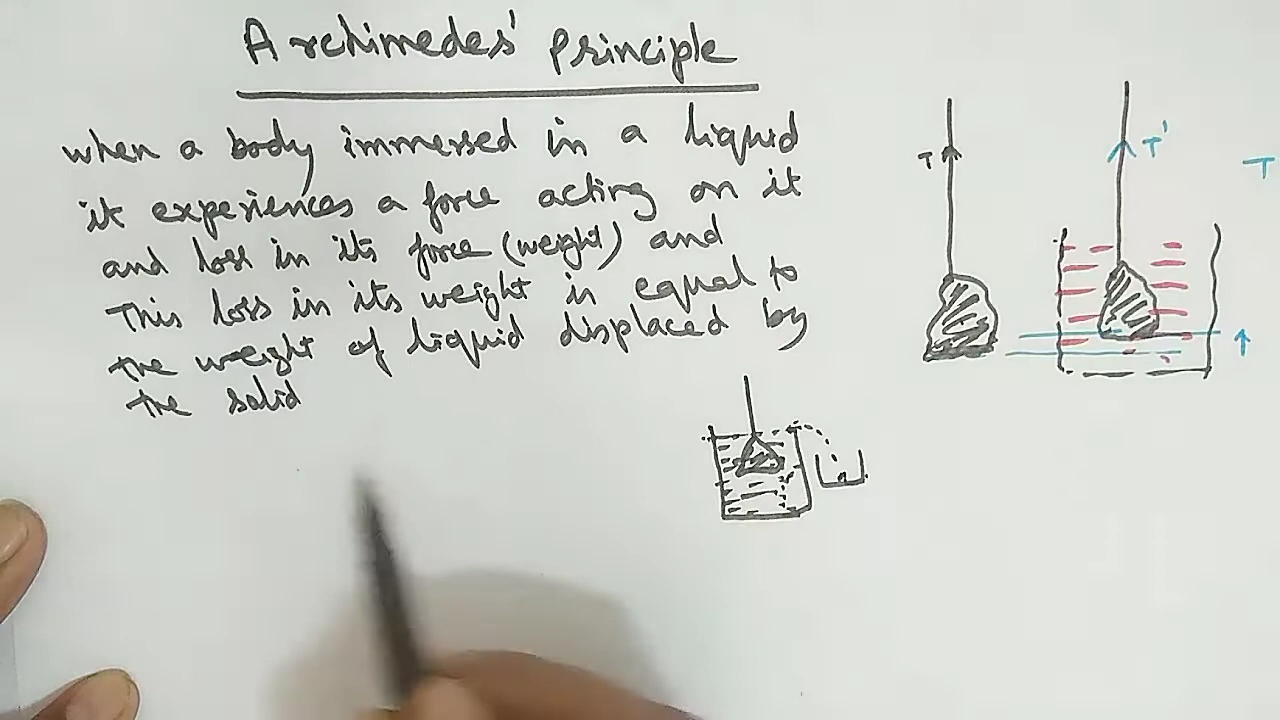 Archimedes' Principle
when a body immersed in a liquid
it experiences a force acting on it
and loss in its force (weight) and
This loss in its weight is equal to
the weight of liquid displaced by
the solid
T
T'
T